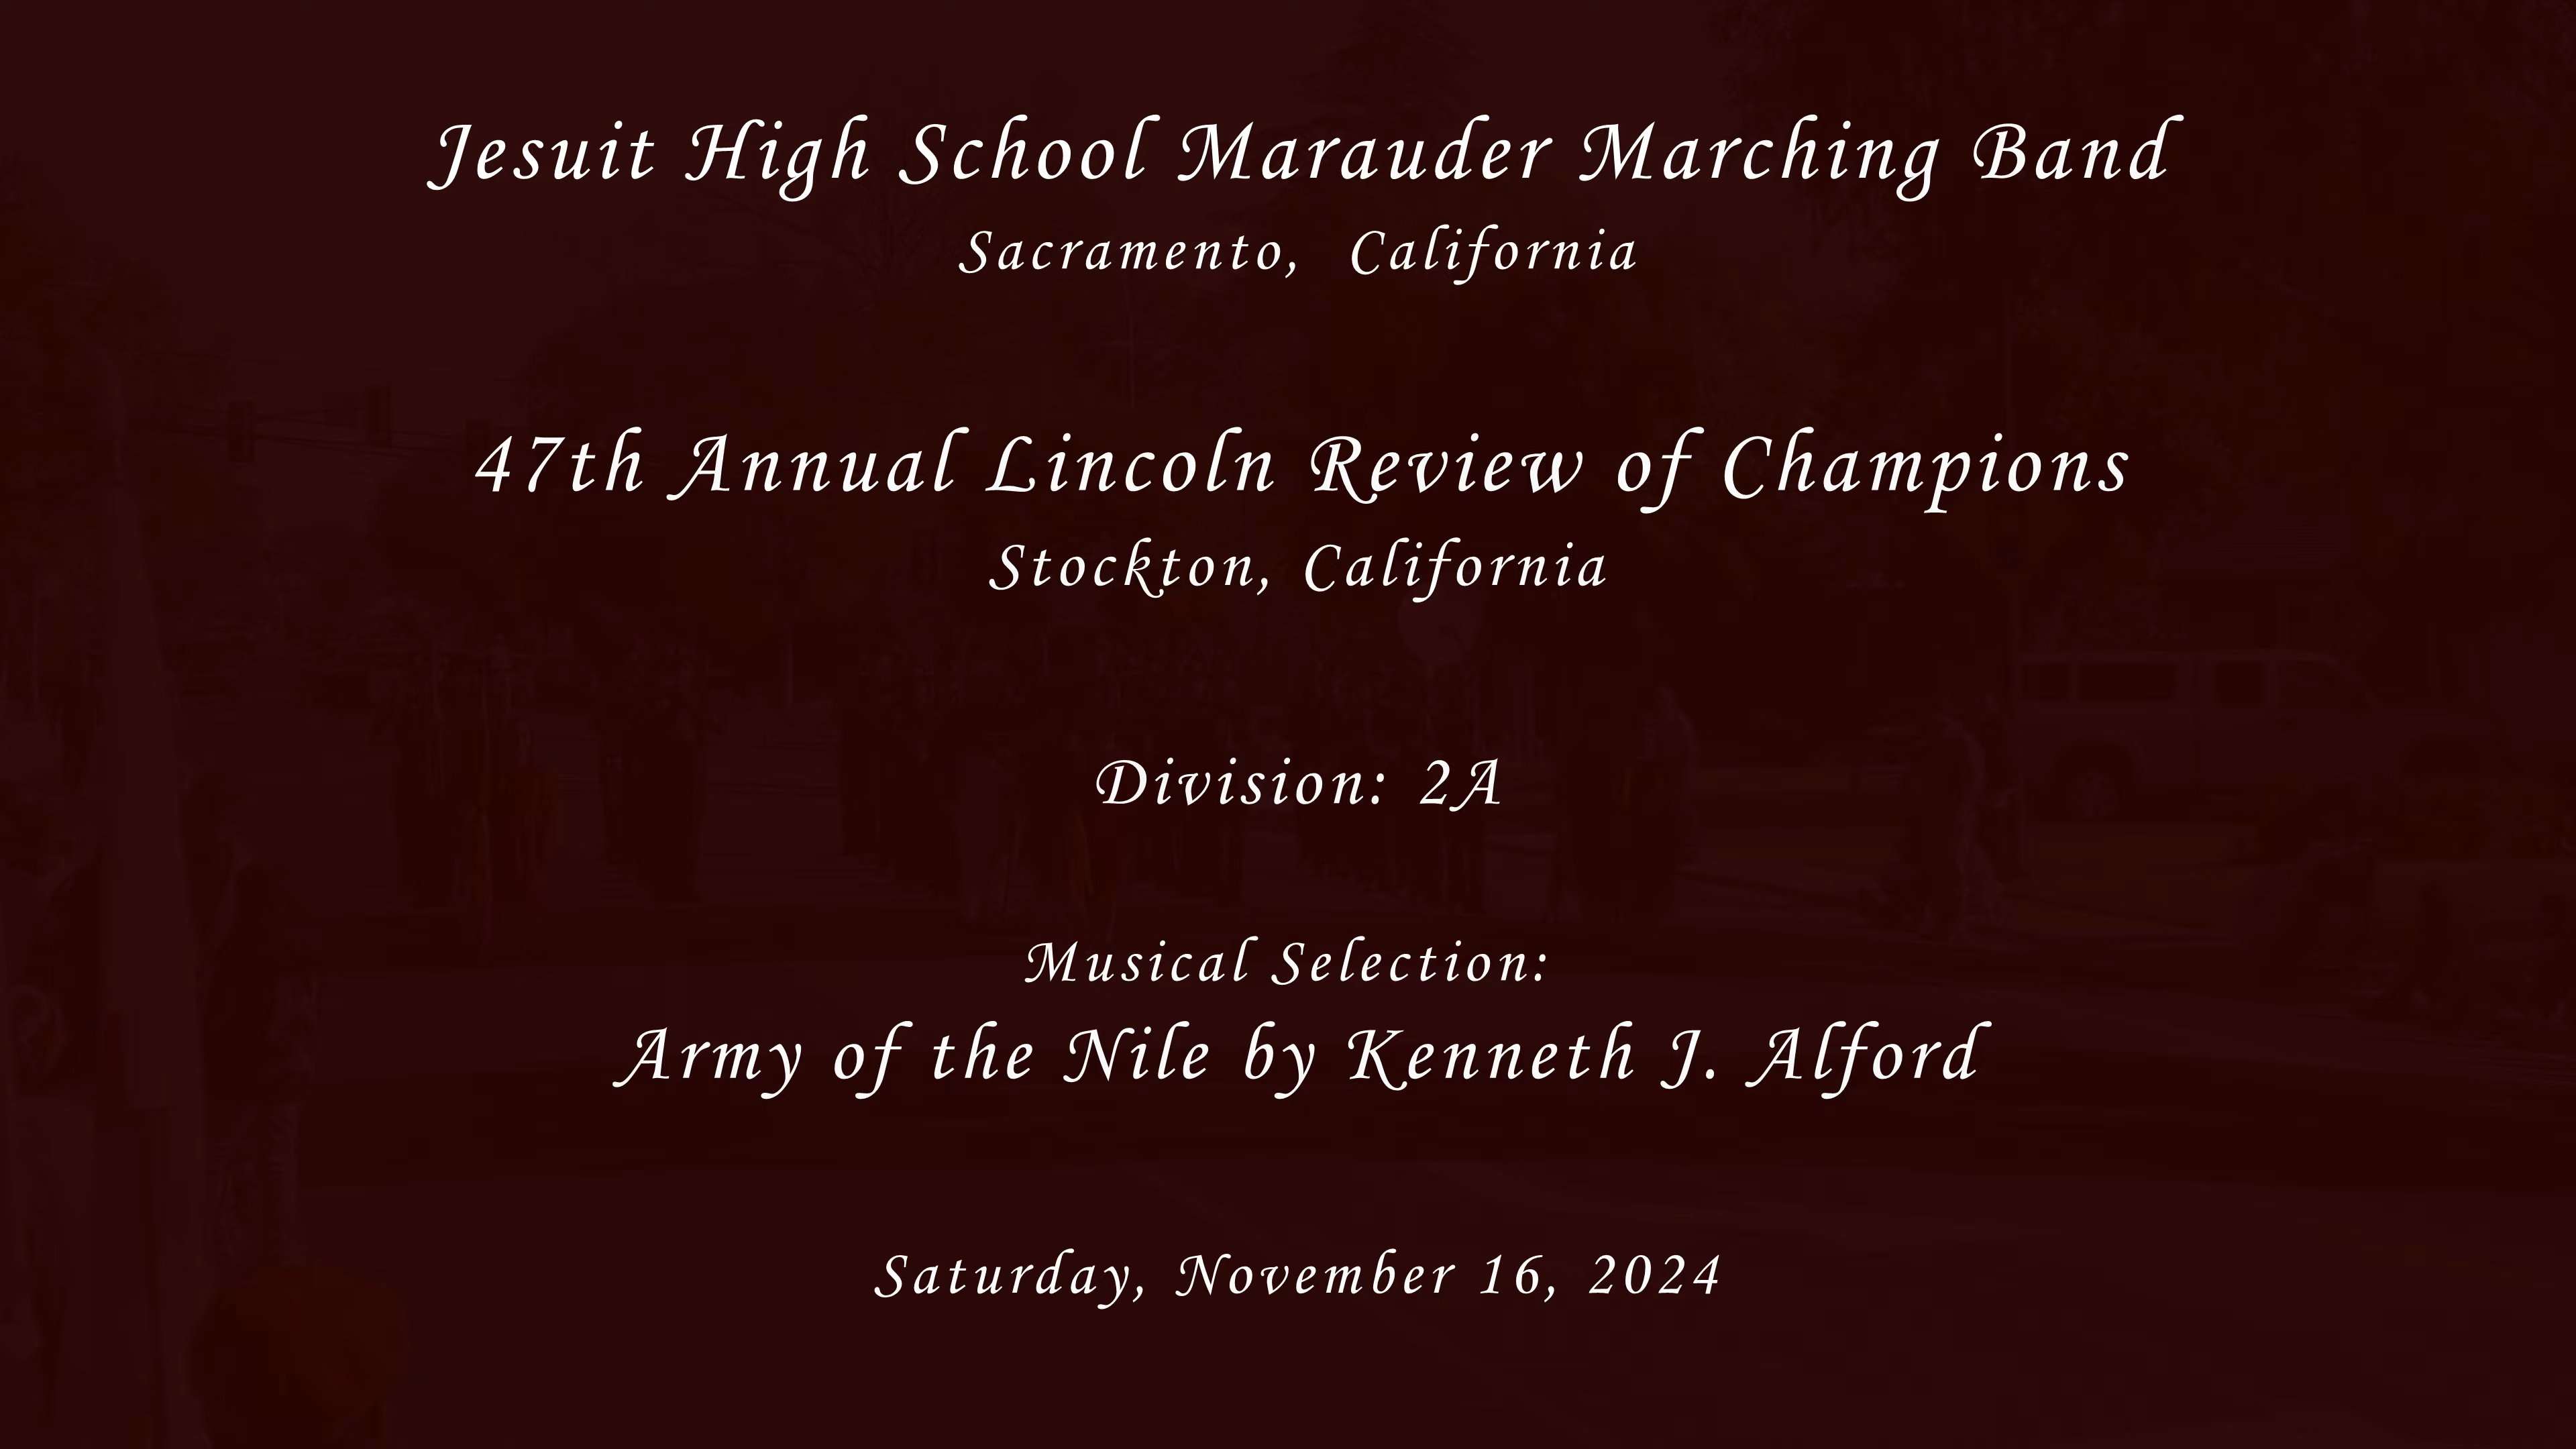 Jesuit High School Marauder Marching Band
Sacramento, California
47th Annual Lincoln Review of Champions
Stockton, California
Division: 2A
Musical Selection:
Army of the Nile by Kenneth J. Alford
Saturday, November 16, 2024